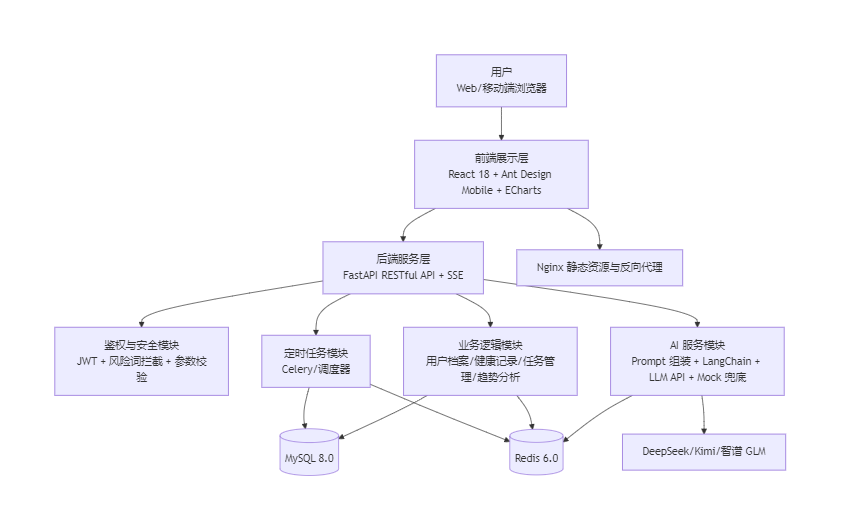 用户
Web/移动端浏览器
前端展示层
React 18 + Ant Design
Mobile + ECharts
后端服务层
FastAPI RESTful API + SSE
Nginx 静态资源与反向代理
鉴权与安全模块
JWT + 风险词拦截 + 参数校
验
定时任务模块
Celery/调度器
业务逻辑模块
用户档案/健康记录/任务管
理/趋势分析
AI 服务模块
Prompt 组装 + LangChain +
LLM API + Mock 兜底
MySQL 8.0
Redis 6.0
DeepSeek/Kimi/智谱 GLM